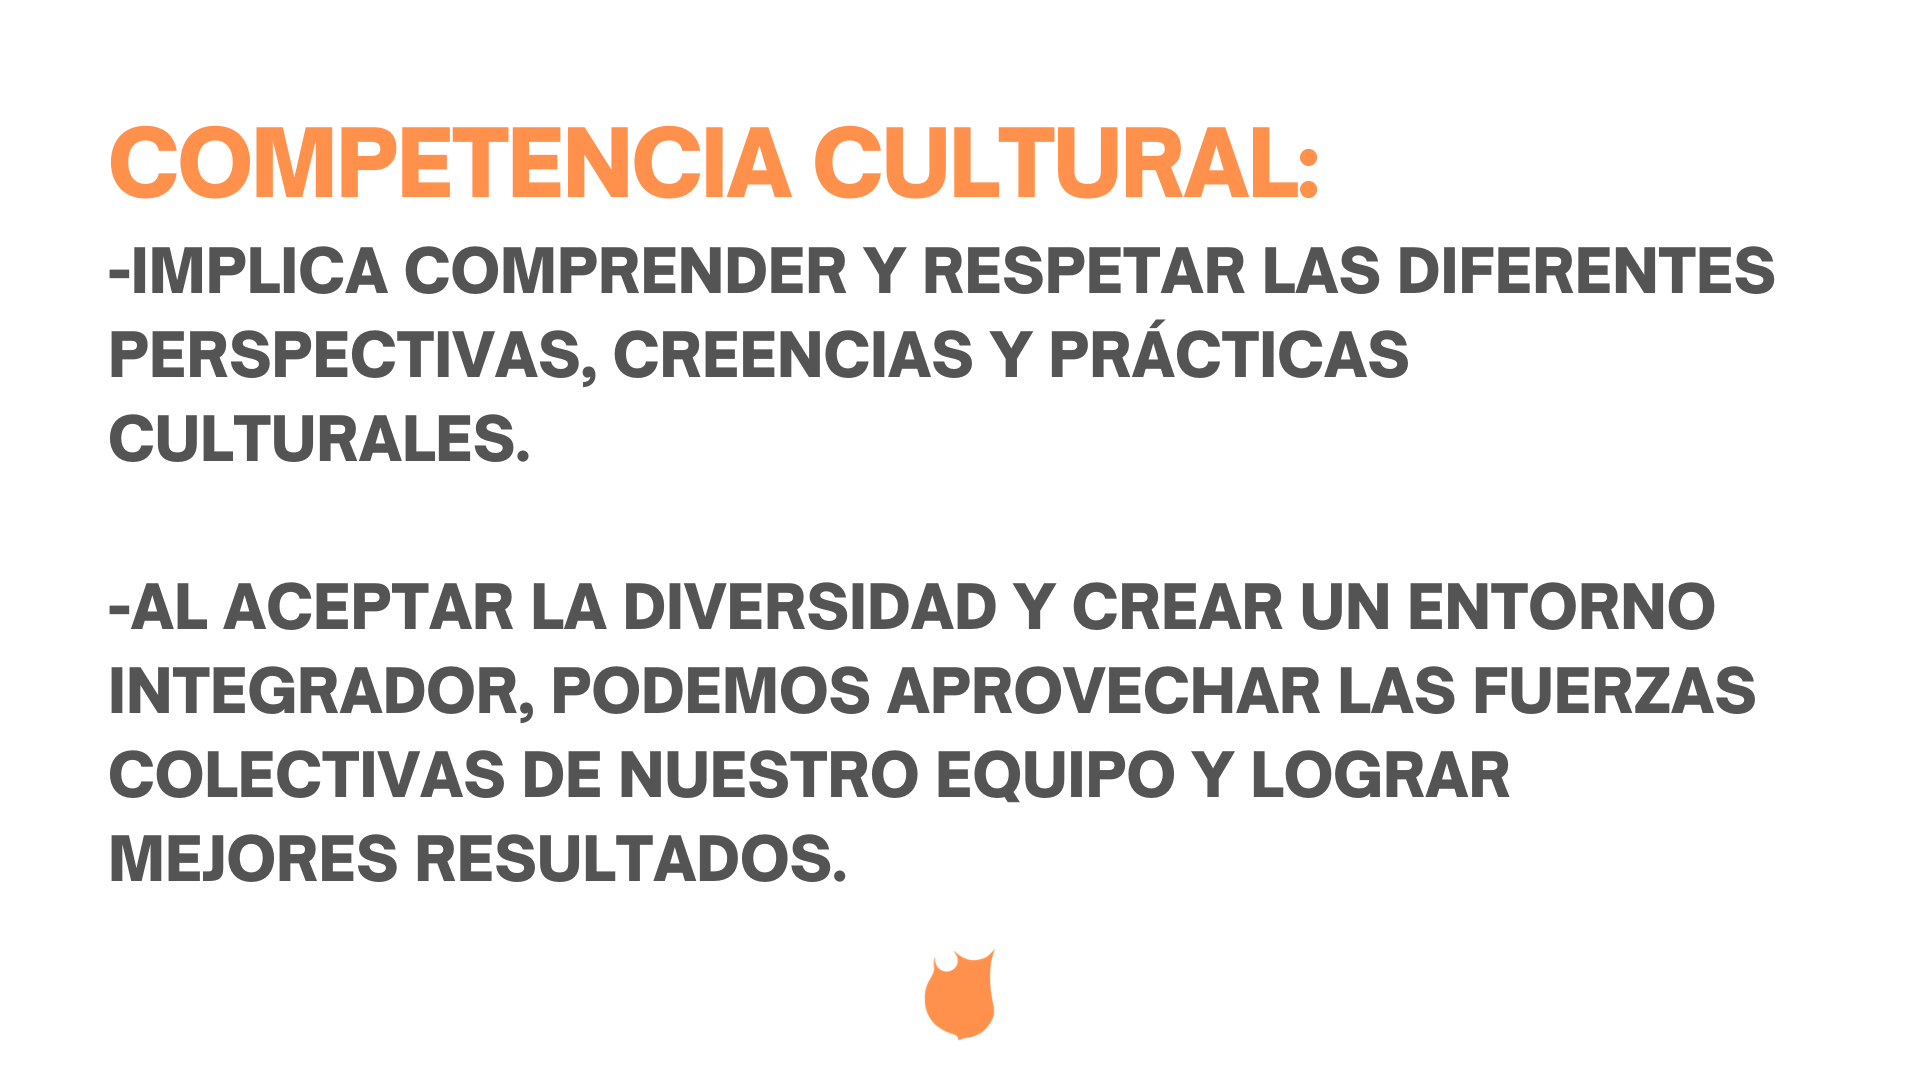 COMPETENCIA CULTURAL:
-IMPLICA COMPRENDER Y RESPETAR LAS DIFERENTES
PERSPECTIVAS, CREENCIAS Y PRÁCTICAS
CULTURALES.
-AL ACEPTAR LA DIVERSIDAD Y CREAR UN ENTORNO
INTEGRADOR, PODEMOS APROVECHAR LAS FUERZAS
COLECTIVAS DE NUESTRO EQUIPO Y LOGRAR
MEJORES RESULTADOS.